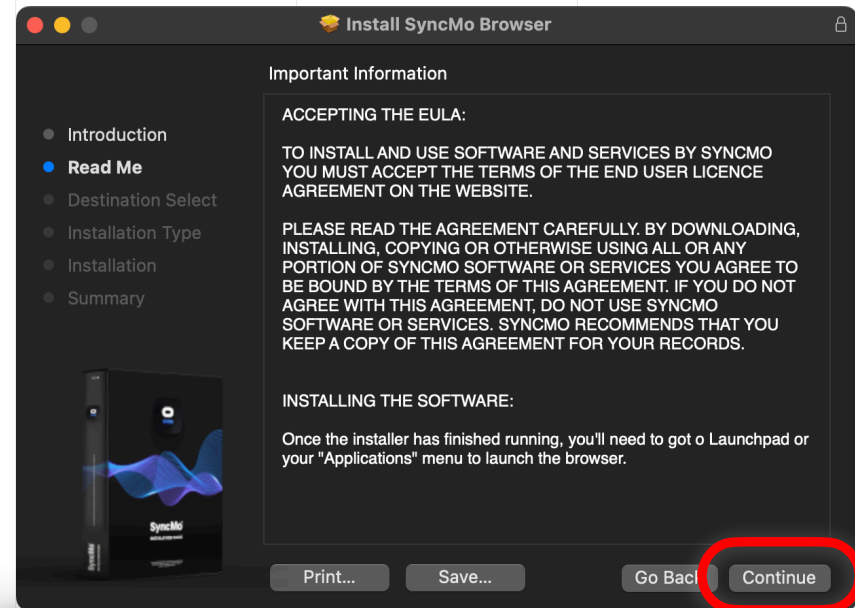 Install SyncMo Browser
Important Information
Introduction
Read Me
Destination Select
Installation Type
Installation
Summary
ACCEPTING THE EULA:
TO INSTALL AND USE SOFTWARE AND SERVICES BY SYNCMO
YOU MUST ACCEPT THE TERMS OF THE END USER LICENCE
AGREEMENT ON THE WEBSITE.
PLEASE READ THE AGREEMENT CAREFULLY. BY DOWNLOADING,
INSTALLING, COPYING OR OTHERWISE USING ALL OR ANY
PORTION OF SYNCMO SOFTWARE OR SERVICES YOU AGREE TO
BE BOUND BY THE TERMS OF THIS AGREEMENT. IF YOU DO NOT
AGREE WITH THIS AGREEMENT, DO NOT USE SYNCMO
SOFTWARE OR SERVICES. SYNCMO RECOMMENDS THAT YOU
KEEP A COPY OF THIS AGREEMENT FOR YOUR RECORDS.
INSTALLING THE SOFTWARE:
Once the installer has finished running, you'll need to got o Launchpad or
your "Applications" menu to launch the browser.
SyncMo
SyncMo
Print...
Save...
Go Back
Continue